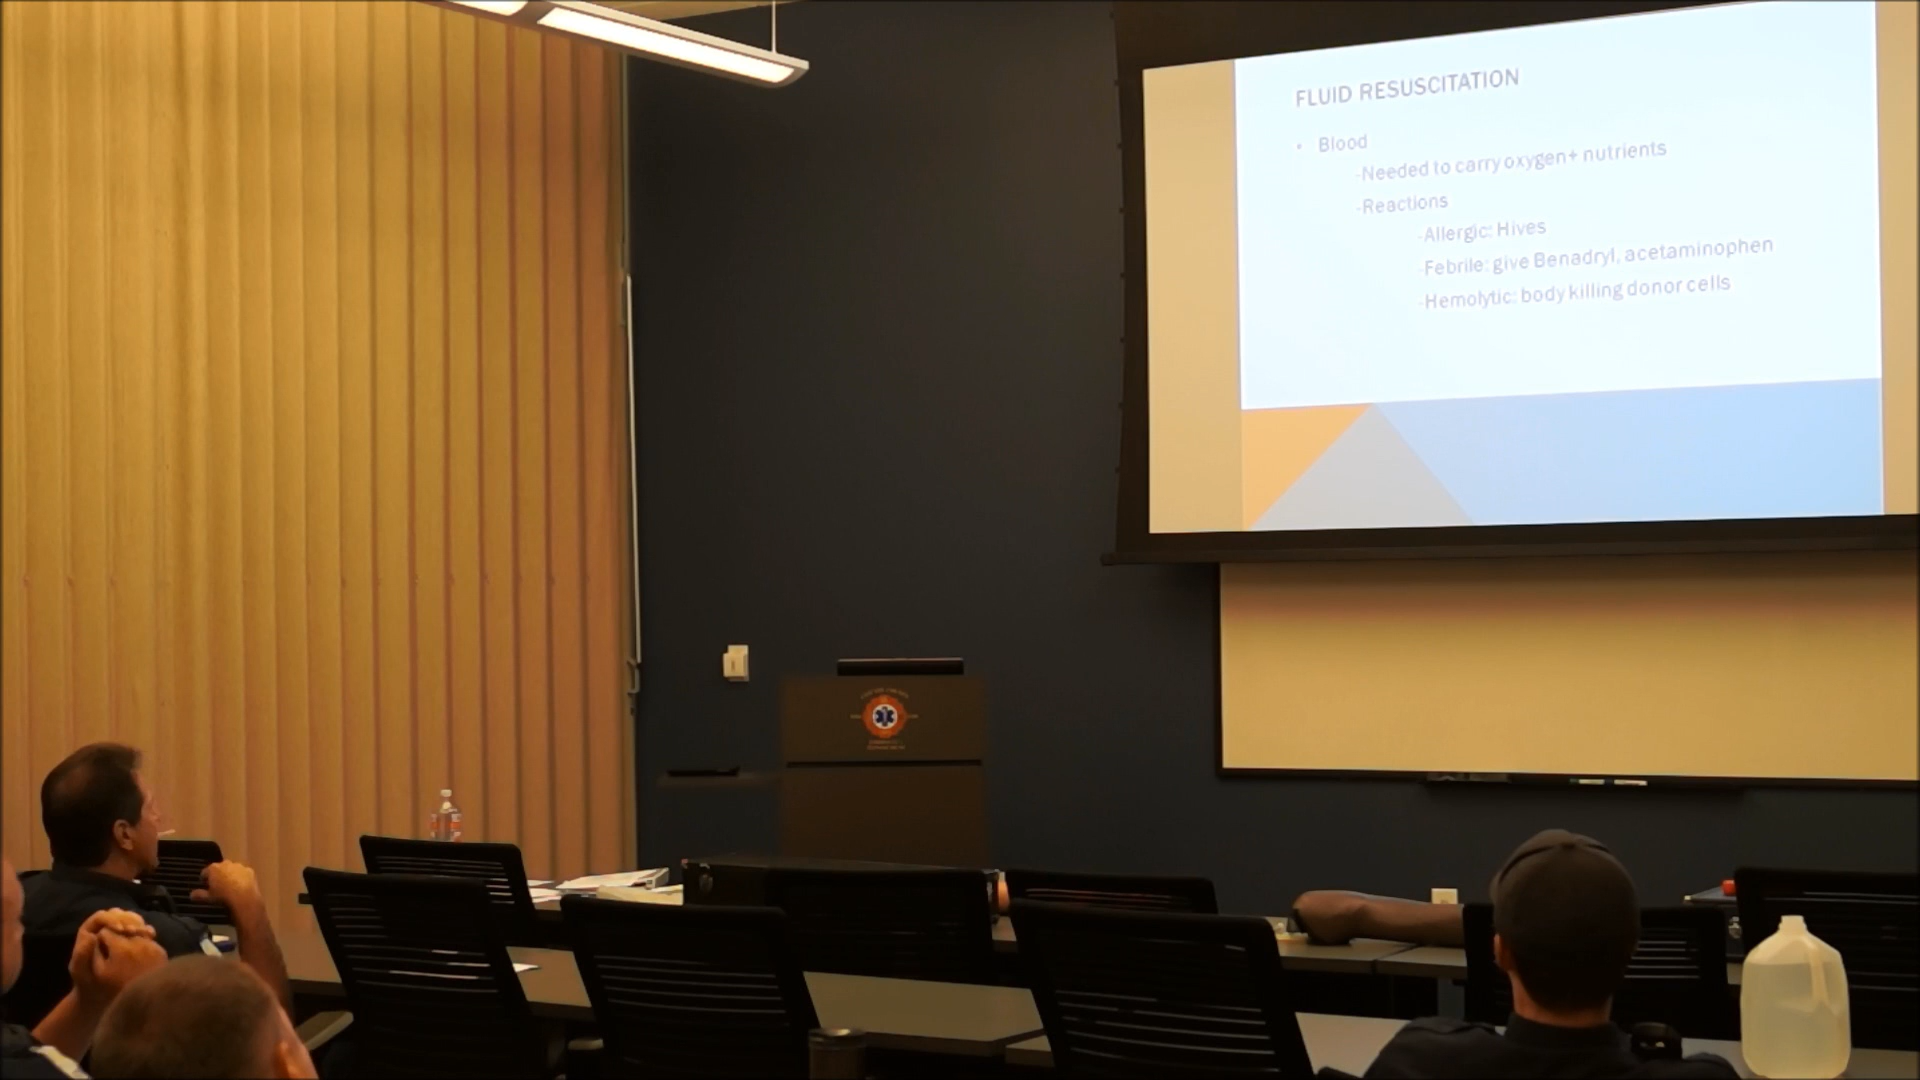 FLUID RESUSCITATION
• Blood
-Needed to carry oxygen+ nutrients
-Reactions
-Allergic: Hives
-Febrile: give Benadryl, acetaminophen
-Hemolytic: body killing donor cells